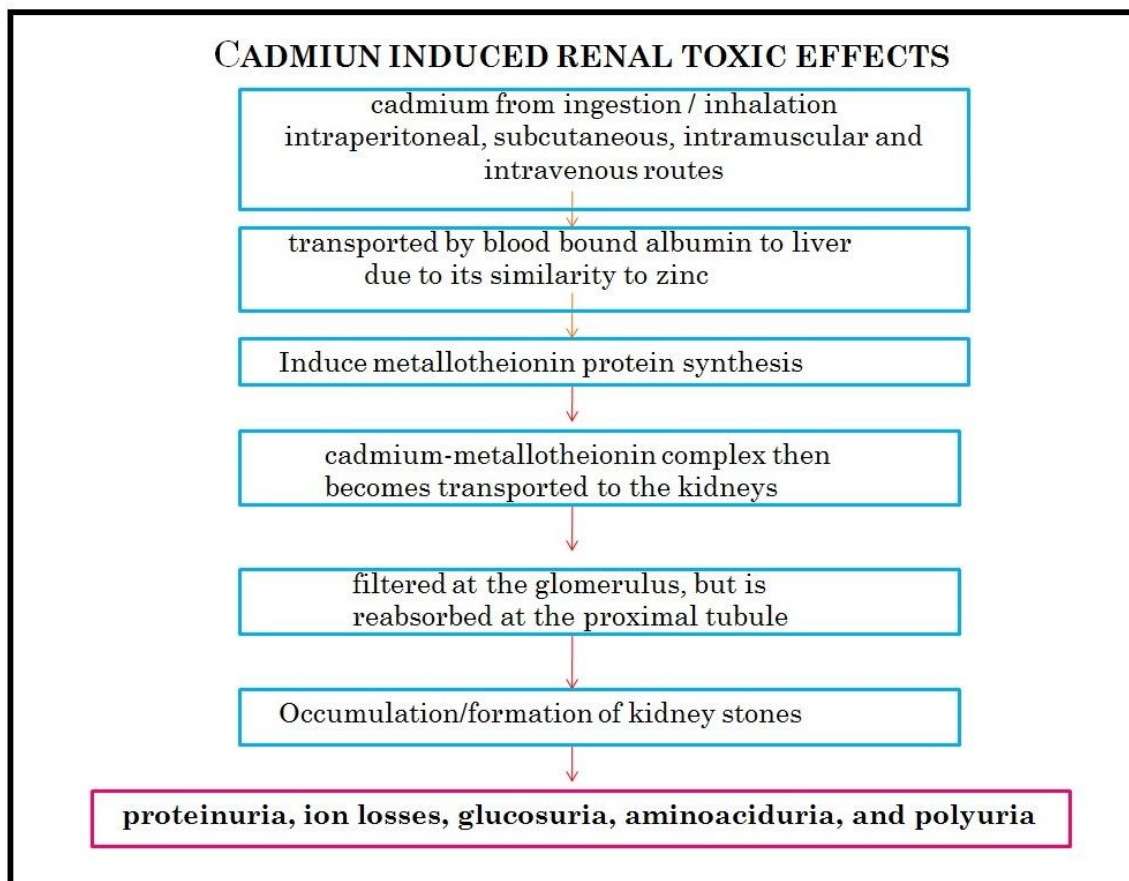 CADMIUN INDUCED RENAL TOXIC EFFECTS
cadmium from ingestion / inhalation
intraperitoneal, subcutaneous, intramuscular and
intravenous routes
transported by blood bound albumin to liver
due to its similarity to zinc
Induce metallotheionin protein synthesis
cadmium-metallotheionin complex then
becomes transported to the kidneys
filtered at the glomerulus, but is
reabsorbed at the proximal tubule
Occumulation/formation of kidney stones
proteinuria, ion losses, glucosuria, aminoaciduria, and polyuria